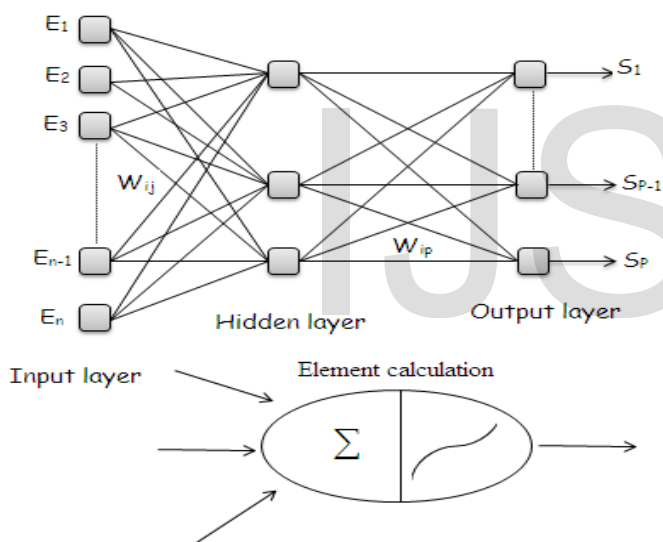 E1
S1
E2
E3
Wij
SP-1
En-1
Wip
SP
En
Hidden layer
Output layer
Input layer
Element calculation
Σ
IJS